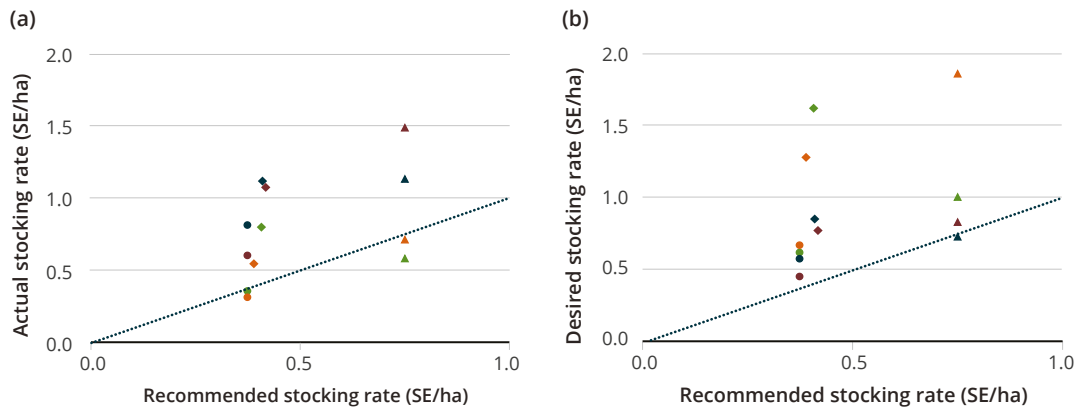 (a)
2.0
1.5
1.0
0.5
0.0
0.0 0.5 1.0
Actual stocking rate (SE/ha)
Recommended stocking rate (SE/ha)
(b)
2.0
1.5
1.0
0.5
0.0
0.0 0.5 1.0
Desired stocking rate (SE/ha)
Recommended stocking rate (SE/ha)